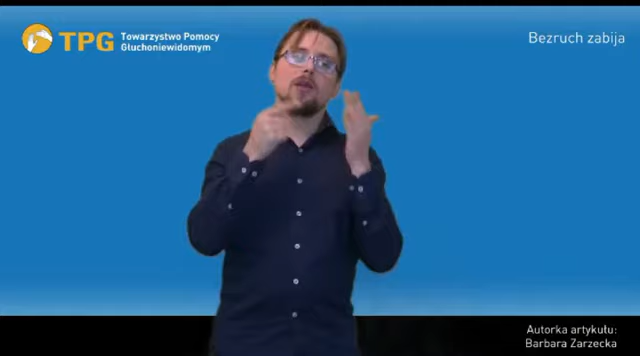 TPG
Towarzystwo Pomocy
Głuchoniewidomym
Bezruch zabija
Autorka artykułu:
Barbara Zarzecka